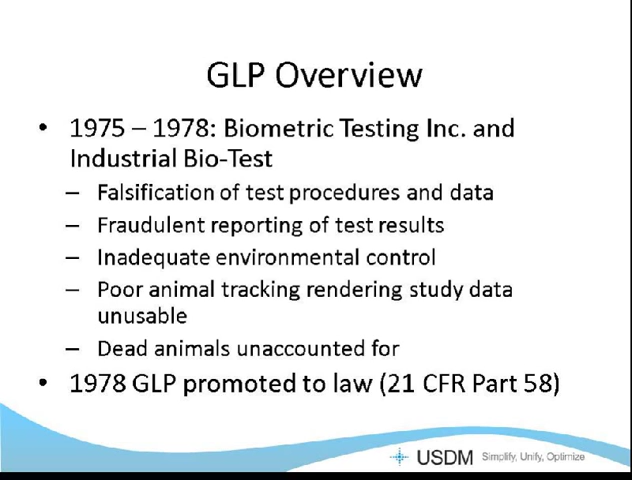 GLP Overview
• 1975 – 1978: Biometric Testing Inc. and
Industrial Bio-Test
– Falsification of test procedures and data
– Fraudulent reporting of test results
– Inadequate environmental control
– Poor animal tracking rendering study data
unusable
– Dead animals unaccounted for
• 1978 GLP promoted to law (21 CFR Part 58)
USDM Simplify, Unify, Optimize